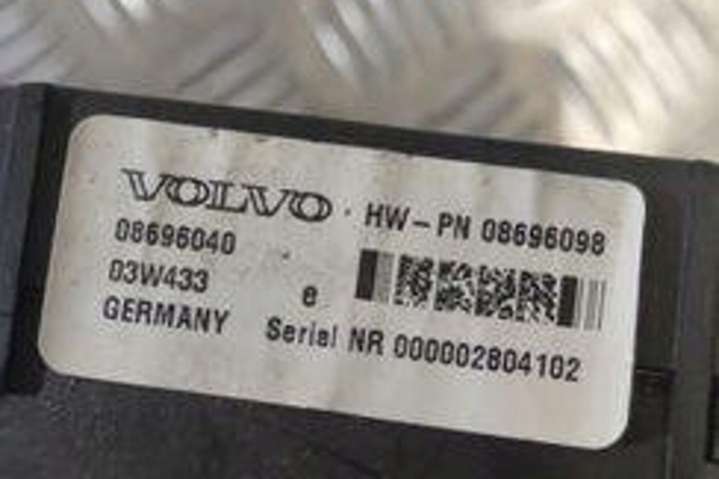 VOLVO · HW-PN 08696098
08696040
03W433
e
GERMANY Serial NR 000002804102